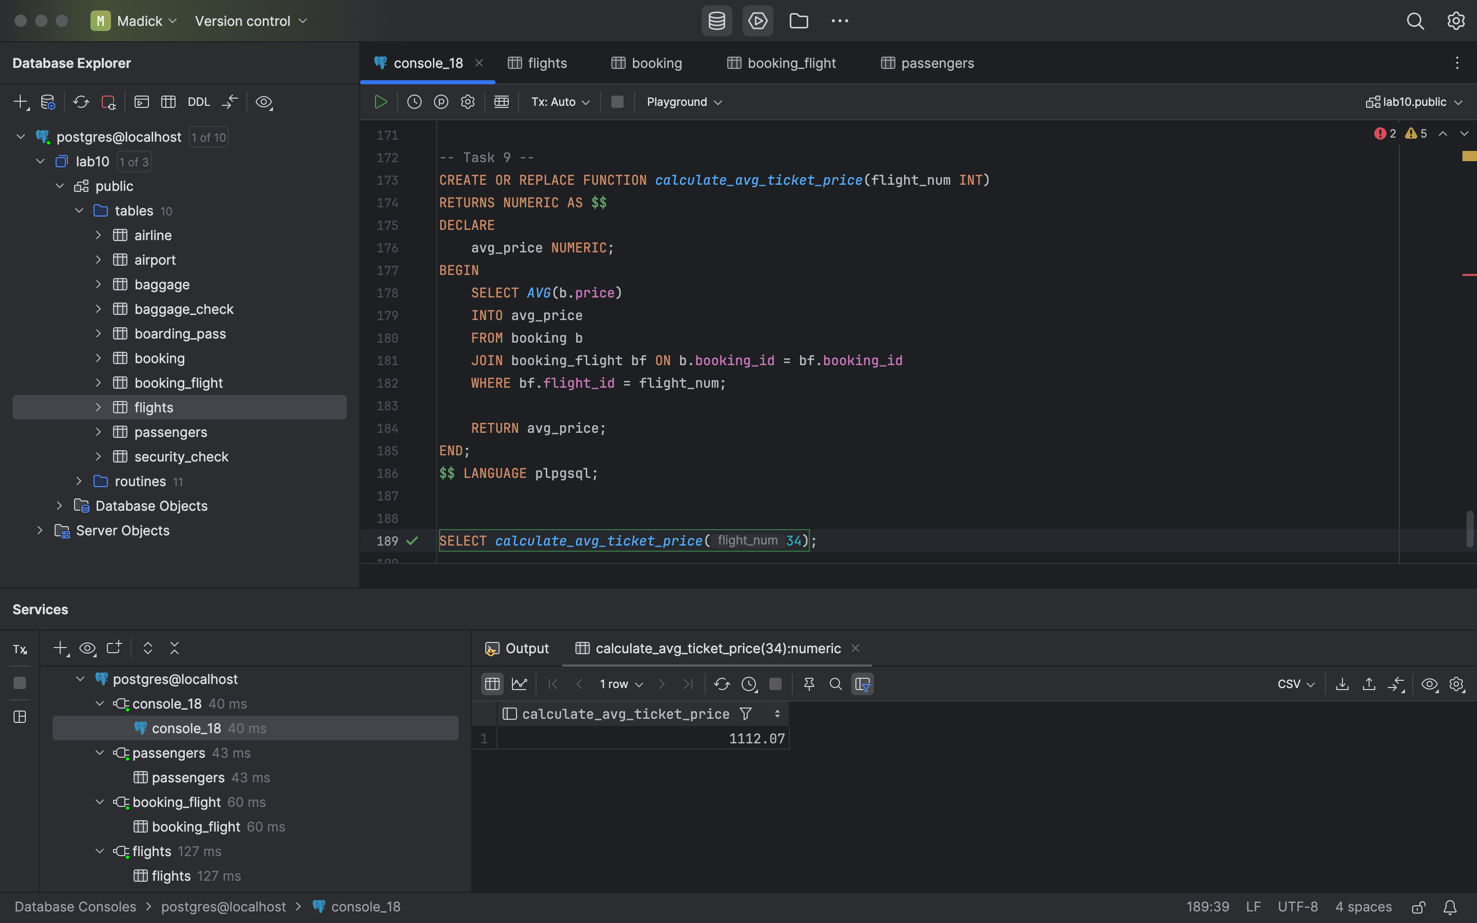 M Madick Version control
Database Explorer
console_18 flights booking booking_flight passengers
DDL
Tx: Auto Playground lab10.public
postgres@localhost 1 of 10
lab10 1 of 3
public
tables 10
airline
airport
baggage
baggage_check
boarding_pass
booking
booking_flight
flights
passengers
security_check
routines 11
Database Objects
Server Objects
2 5
171
172 -- Task 9 --
173 CREATE OR REPLACE FUNCTION calculate_avg_ticket_price(flight_num INT)
174 RETURNS NUMERIC AS $$
175 DECLARE
176 avg_price NUMERIC;
177 BEGIN
178 SELECT AVG(b.price)
179 INTO avg_price
180 FROM booking b
181 JOIN booking_flight bf ON b.booking_id = bf.booking_id
182 WHERE bf.flight_id = flight_num;
183
184 RETURN avg_price;
185 END;
186 $$ LANGUAGE plpgsql;
187
188
189 SELECT calculate_avg_ticket_price( flight_num 34);
190
Services
Tx
postgres@localhost
console_18 40 ms
console_18 40 ms
passengers 43 ms
passengers 43 ms
booking_flight 60 ms
booking_flight 60 ms
flights 127 ms
flights 127 ms
Output calculate_avg_ticket_price(34):numeric
1 row CSV
calculate_avg_ticket_price
1 1112.07
Database Consoles postgres@localhost console_18
189:39 LF UTF-8 4 spaces